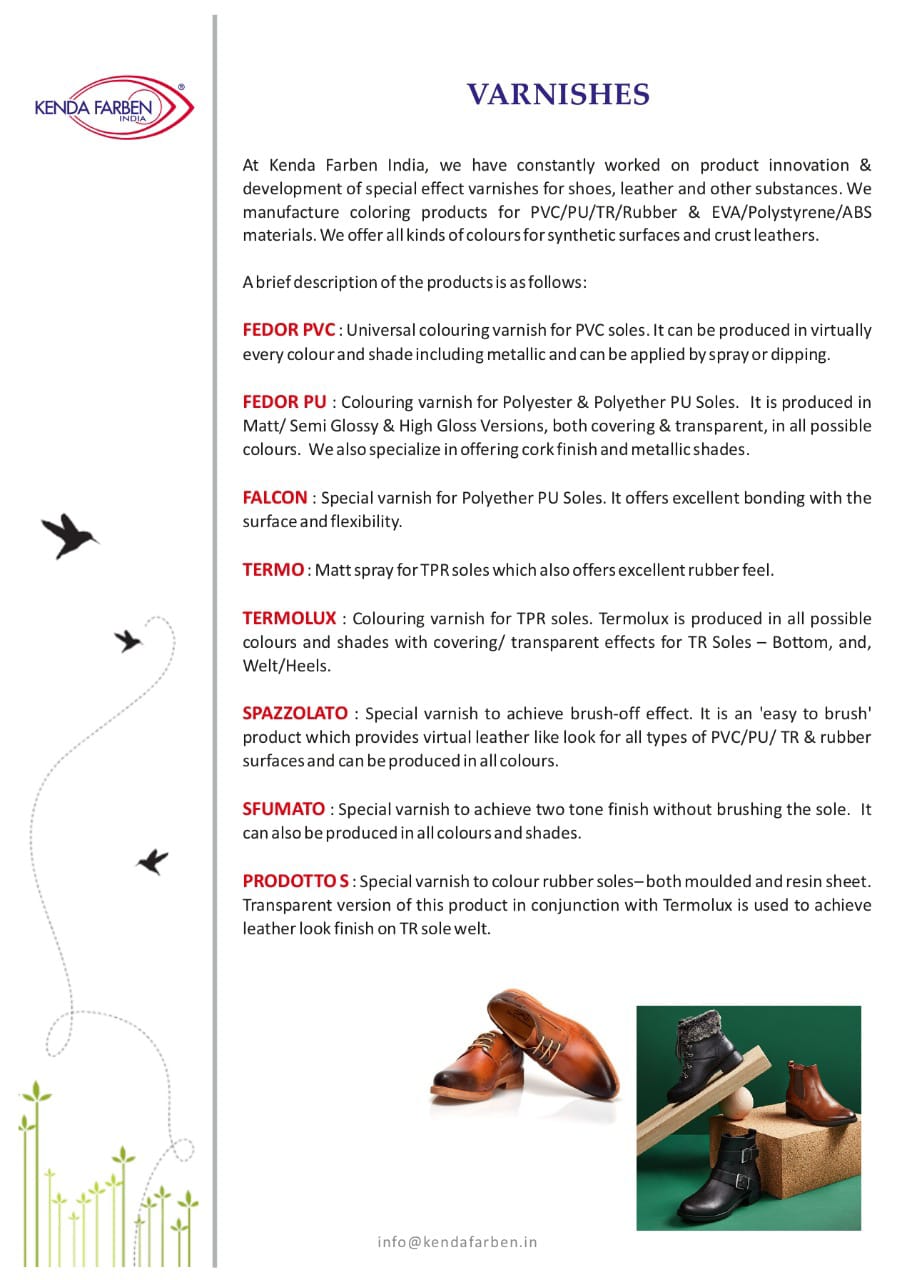 KENDA FARBEN
INDIA
®
VARNISHES
At Kenda Farben India, we have constantly worked on product innovation &
development of special effect varnishes for shoes, leather and other substances. We
manufacture coloring products for PVC/PU/TR/Rubber & EVA/Polystyrene/ABS
materials. We offer all kinds of colours for synthetic surfaces and crust leathers.
A brief description of the products is as follows:
FEDOR PVC : Universal colouring varnish for PVC soles. It can be produced in virtually
every colour and shade including metallic and can be applied by spray or dipping.
FEDOR PU : Colouring varnish for Polyester & Polyether PU Soles. It is produced in
Matt/ Semi Glossy & High Gloss Versions, both covering & transparent, in all possible
colours. We also specialize in offering cork finish and metallic shades.
FALCON : Special varnish for Polyether PU Soles. It offers excellent bonding with the
surface and flexibility.
TERMO : Matt spray for TPR soles which also offers excellent rubber feel.
TERMOLUX : Colouring varnish for TPR soles. Termolux is produced in all possible
colours and shades with covering/ transparent effects for TR Soles – Bottom, and,
Welt/Heels.
SPAZZOLATO : Special varnish to achieve brush-off effect. It is an 'easy to brush'
product which provides virtual leather like look for all types of PVC/PU/ TR & rubber
surfaces and can be produced in all colours.
SFUMATO : Special varnish to achieve two tone finish without brushing the sole. It
can also be produced in all colours and shades.
PRODOTTO S : Special varnish to colour rubber soles– both moulded and resin sheet.
Transparent version of this product in conjunction with Termolux is used to achieve
leather look finish on TR sole welt.
info@kendafarben.in